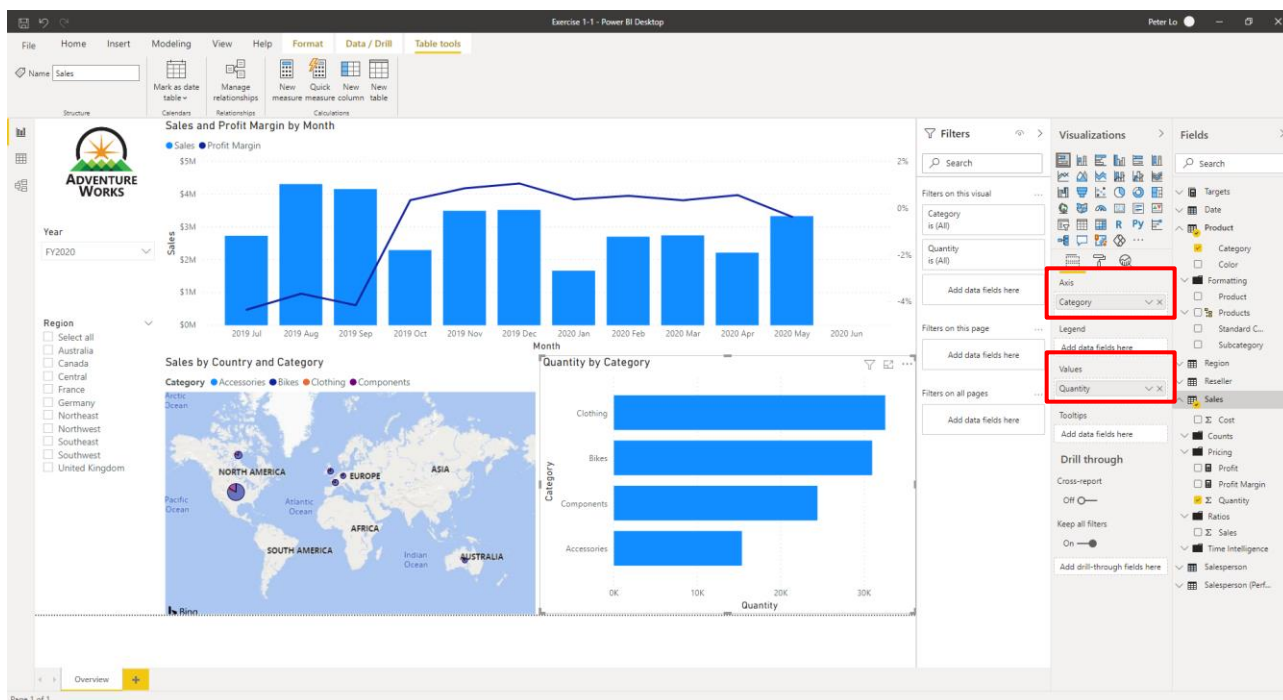 Exercise 1-1 - Power BI Desktop
Peter Lo
File Home Insert Modeling View Help Format Data / Drill Table tools
Name Sales
Mark as date
table
Manage
relationships
New
measure
Quick
measure
New
column
New
table
Structure
Calendars
Relationships
Calculations
ADVENTURE
WORKS
Year
FY2020
Region
Select all
Australia
Canada
Central
France
Germany
Northeast
Northwest
Southeast
Southwest
United Kingdom
Sales and Profit Margin by Month
Sales Profit Margin
$5M
$4M
$3M
$2M
$1M
$0M
Sales
2%
0%
-2%
-4%
2019 Jul 2019 Aug 2019 Sep 2019 Oct 2019 Nov 2019 Dec 2020 Jan 2020 Feb 2020 Mar 2020 Apr 2020 May 2020 Jun
Month
Sales by Country and Category
Category Accessories Bikes Clothing Components
Arctic
Ocean
NORTH AMERICA
EUROPE
ASIA
Pacific
Ocean
Atlantic
Ocean
AFRICA
SOUTH AMERICA
Indian
Ocean
AUSTRALIA
Bing
Quantity by Category
Category
Clothing
Bikes
Components
Accessories
0K 10K 20K 30K
Quantity
Filters
Search
Filters on this visual
Category
is (All)
Quantity
is (All)
Add data fields here
Filters on this page
Add data fields here
Filters on all pages
Add data fields here
Visualizations
R Py
Axis
Category
Legend
Add data fields here
Values
Quantity
Tooltips
Add data fields here
Drill through
Cross-report
Off
Keep all filters
On
Add drill-through fields here
Fields
Search
Targets
Date
Product
Category
Color
Formatting
Product
Products
Standard C...
Subcategory
Region
Reseller
Sales
Σ Cost
Counts
Pricing
Profit
Profit Margin
Σ Quantity
Ratios
Σ Sales
Time Intelligence
Salesperson
Salesperson (Perf...
Overview
Page 1 of 1